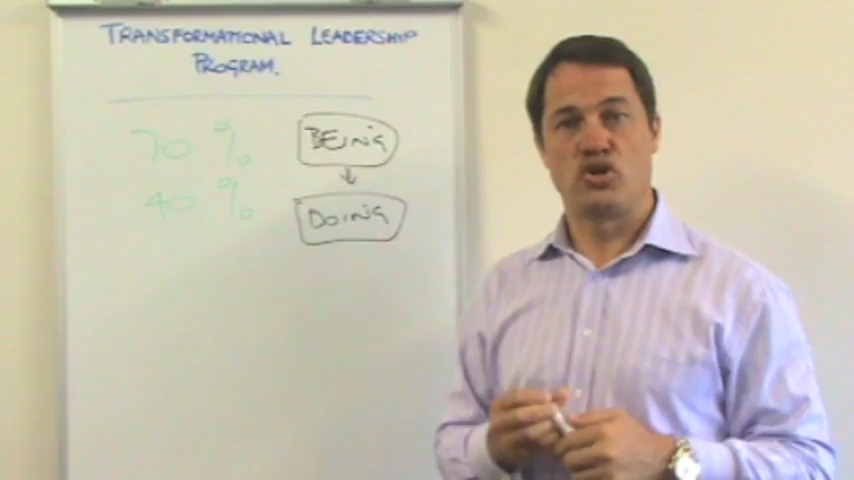 TRANSFORMATIONAL LEADERSHIP
PROGRAM.
70 % BEING
40 % DOING